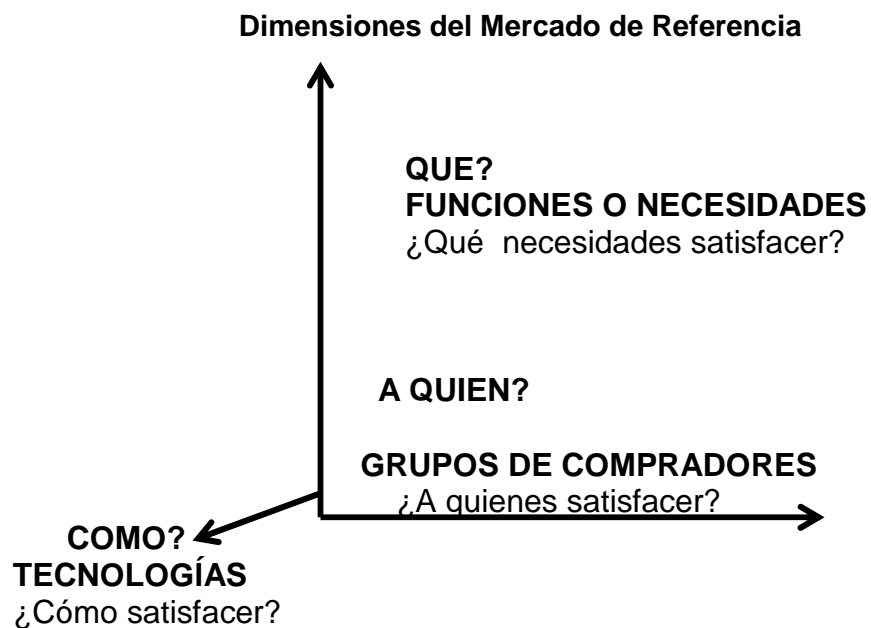 Dimensiones del Mercado de Referencia
QUE?
FUNCIONES O NECESIDADES
¿Qué necesidades satisfacer?
A QUIEN?
GRUPOS DE COMPRADORES
¿A quienes satisfacer?
COMO?
TECNOLOGÍAS
¿Cómo satisfacer?